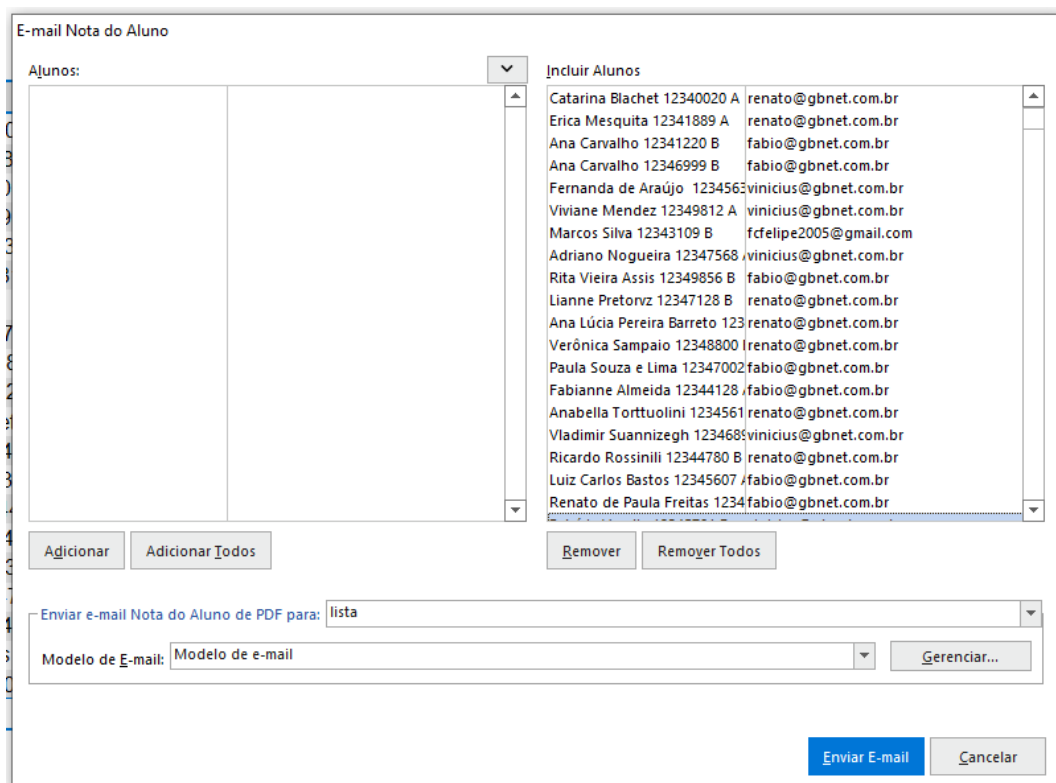 E-mail Nota do Aluno
Alunos:
Incluir Alunos
Catarina Blachet 12340020 A renato@gbnet.com.br
Erica Mesquita 12341889 A renato@gbnet.com.br
Ana Carvalho 12341220 B fabio@gbnet.com.br
Ana Carvalho 12346999 B fabio@gbnet.com.br
Fernanda de Araújo 1234563 vinicius@gbnet.com.br
Viviane Mendez 12349812 A vinicius@gbnet.com.br
Marcos Silva 12343109 B fcfelipe2005@gmail.com
Adriano Nogueira 12347568 vinicius@gbnet.com.br
Rita Vieira Assis 12349856 B fabio@gbnet.com.br
Lianne Pretorvz 12347128 B renato@gbnet.com.br
Ana Lúcia Pereira Barreto 123 renato@gbnet.com.br
Verônica Sampaio 12348800 renato@gbnet.com.br
Paula Souza e Lima 12347002 fabio@gbnet.com.br
Fabianne Almeida 12344128 fabio@gbnet.com.br
Anabella Torttuolini 1234561 renato@gbnet.com.br
Vladimir Suannizegh 123468 vinicius@gbnet.com.br
Ricardo Rossinili 12344780 B renato@gbnet.com.br
Luiz Carlos Bastos 12345607 fabio@gbnet.com.br
Renato de Paula Freitas 1234 fabio@gbnet.com.br
Adicionar Adicionar Todos
Remover Remover Todos
Enviar e-mail Nota do Aluno de PDF para: lista
Modelo de E-mail: Modelo de e-mail Gerenciar...
Enviar E-mail Cancelar